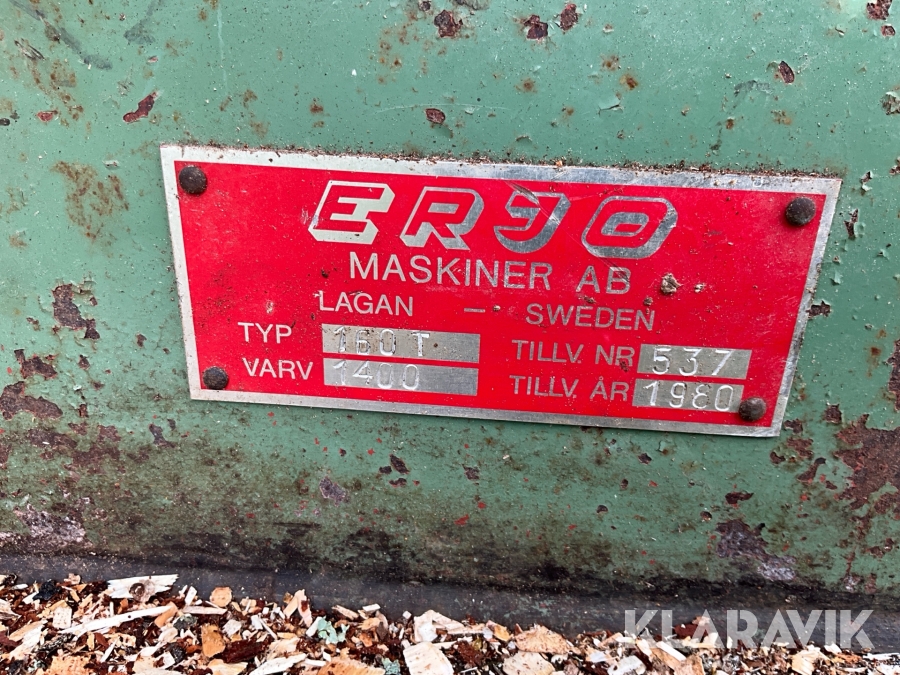 ERJO
MASKINER AB
LAGAN – SWEDEN
TYP 160 T TILLV. NR 537
VARV 1400 TILLV. ÅR 1980
KLARAVIK